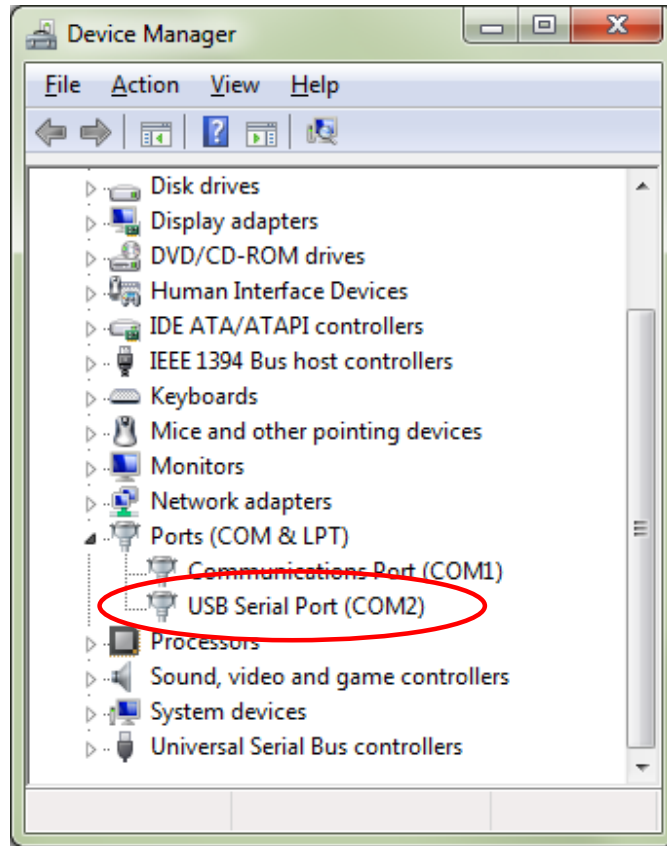 Device Manager
File Action View Help
Disk drives
Display adapters
DVD/CD-ROM drives
Human Interface Devices
IDE ATA/ATAPI controllers
IEEE 1394 Bus host controllers
Keyboards
Mice and other pointing devices
Monitors
Network adapters
Ports (COM & LPT)
Communications Port (COM1)
USB Serial Port (COM2)
Processors
Sound, video and game controllers
System devices
Universal Serial Bus controllers